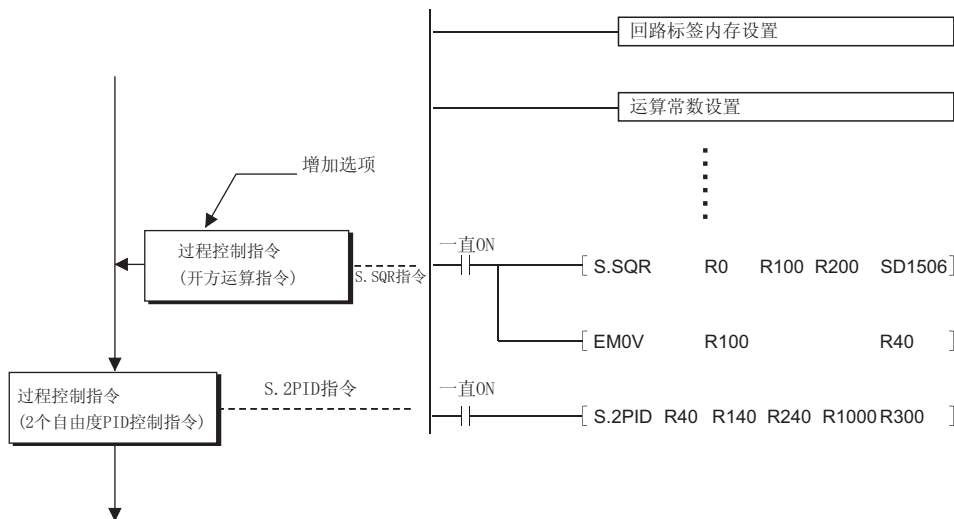 回路标签内存设置
运算常数设置
增加选项
过程控制指令
(开方运算指令)
S.SQR指令
一直ON
S.SQR R0 R100 R200 SD1506
EM0V R100 R40
过程控制指令
(2个自由度PID控制指令)
S.2PID指令
一直ON
S.2PID R40 R140 R240 R1000 R300